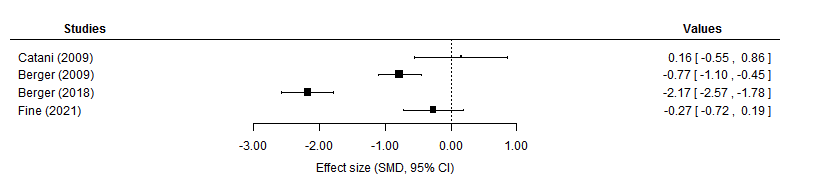 Studies Values
Catani (2009) 0.16 [ -0.55 , 0.86 ]
Berger (2009) -0.77 [ -1.10 , -0.45 ]
Berger (2018) -2.17 [ -2.57 , -1.78 ]
Fine (2021) -0.27 [ -0.72 , 0.19 ]
-3.00 -2.00 -1.00 0.00 1.00
Effect size (SMD, 95% CI)